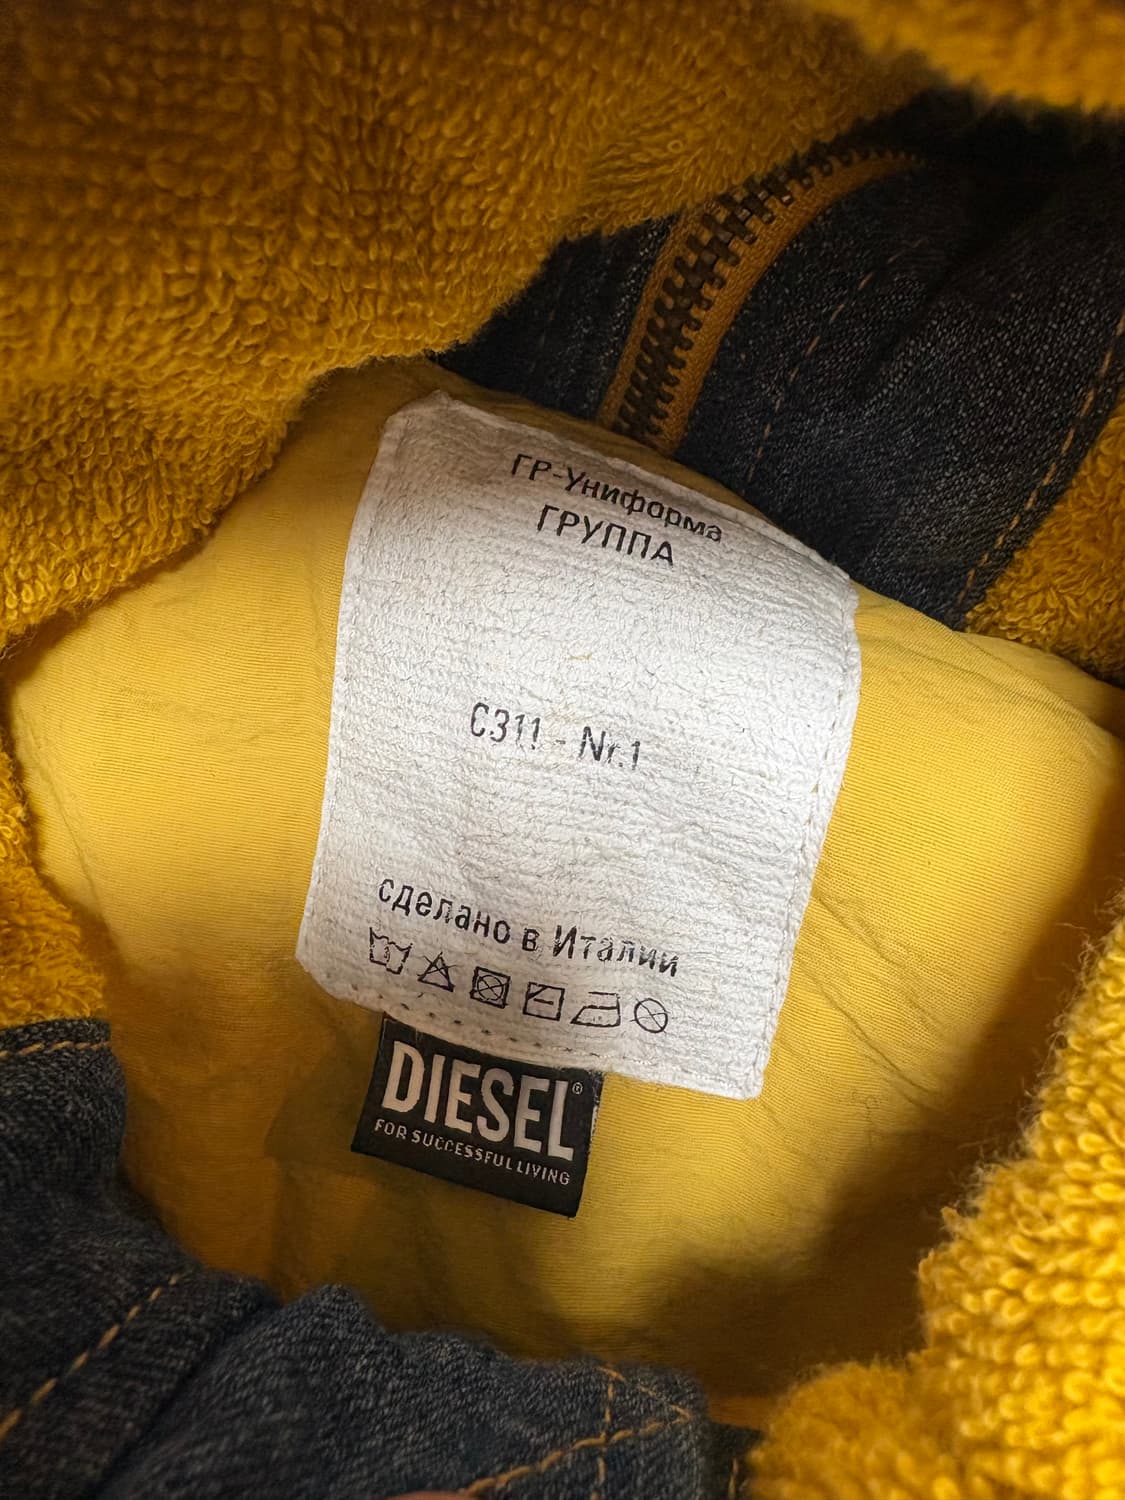 ГР-Униформа
ГРУППА
C311 - Nr.1
сделано в Италии
DIESEL®
FOR SUCCESSFUL LIVING